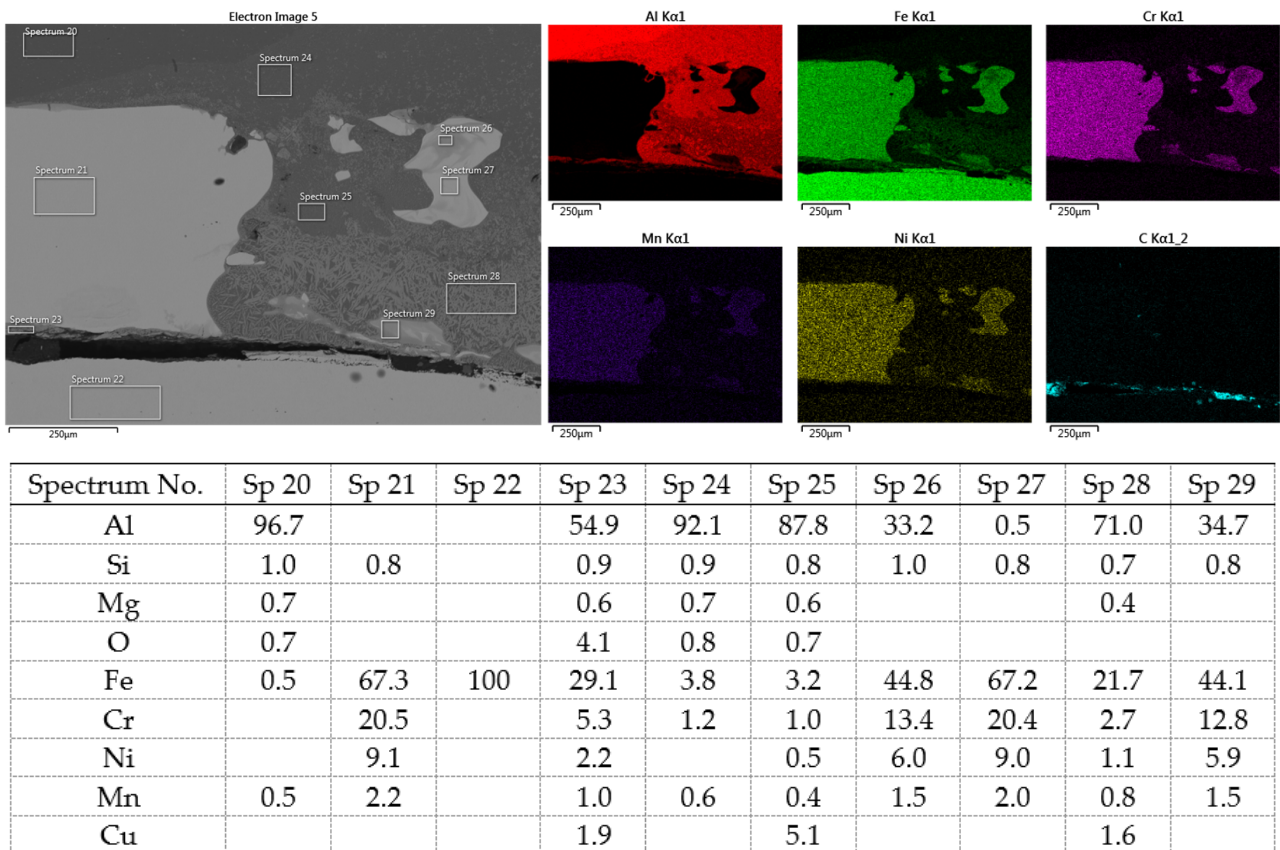 Electron Image 5
Spectrum 20
Spectrum 24
Spectrum 26
Spectrum 21
Spectrum 27
Spectrum 25
Spectrum 28
Spectrum 23
Spectrum 29
Spectrum 22
250µm
Al Kα1
250µm
Fe Kα1
250µm
Cr Kα1
250µm
Mn Kα1
250µm
Ni Kα1
250µm
C Kα1_2
250µm
Spectrum No. Sp 20 Sp 21 Sp 22 Sp 23 Sp 24 Sp 25 Sp 26 Sp 27 Sp 28 Sp 29
Al 96.7 54.9 92.1 87.8 33.2 0.5 71.0 34.7
Si 1.0 0.8 0.9 0.9 0.8 1.0 0.8 0.7 0.8
Mg 0.7 0.6 0.7 0.6 0.4
O 0.7 4.1 0.8 0.7
Fe 0.5 67.3 100 29.1 3.8 3.2 44.8 67.2 21.7 44.1
Cr 20.5 5.3 1.2 1.0 13.4 20.4 2.7 12.8
Ni 9.1 2.2 0.5 6.0 9.0 1.1 5.9
Mn 0.5 2.2 1.0 0.6 0.4 1.5 2.0 0.8 1.5
Cu 1.9 5.1 1.6